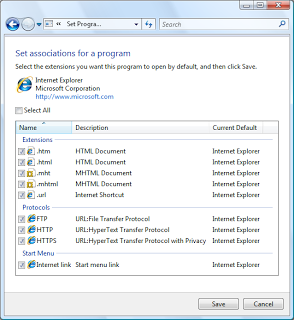 Set Progra...
Search
Set associations for a program
Select the extensions you want this program to open by default, and then click Save.
Internet Explorer
Microsoft Corporation
http://www.microsoft.com
Select All
Name Description Current Default
Extensions
.htm HTML Document Internet Explorer
.html HTML Document Internet Explorer
.mht MHTML Document Internet Explorer
.mhtml MHTML Document Internet Explorer
.url Internet Shortcut Internet Explorer
Protocols
FTP URL:File Transfer Protocol Internet Explorer
HTTP URL:HyperText Transfer Protocol Internet Explorer
HTTPS URL:HyperText Transfer Protocol with Privacy Internet Explorer
Start Menu
Internet link Start menu link Internet Explorer
Save Cancel